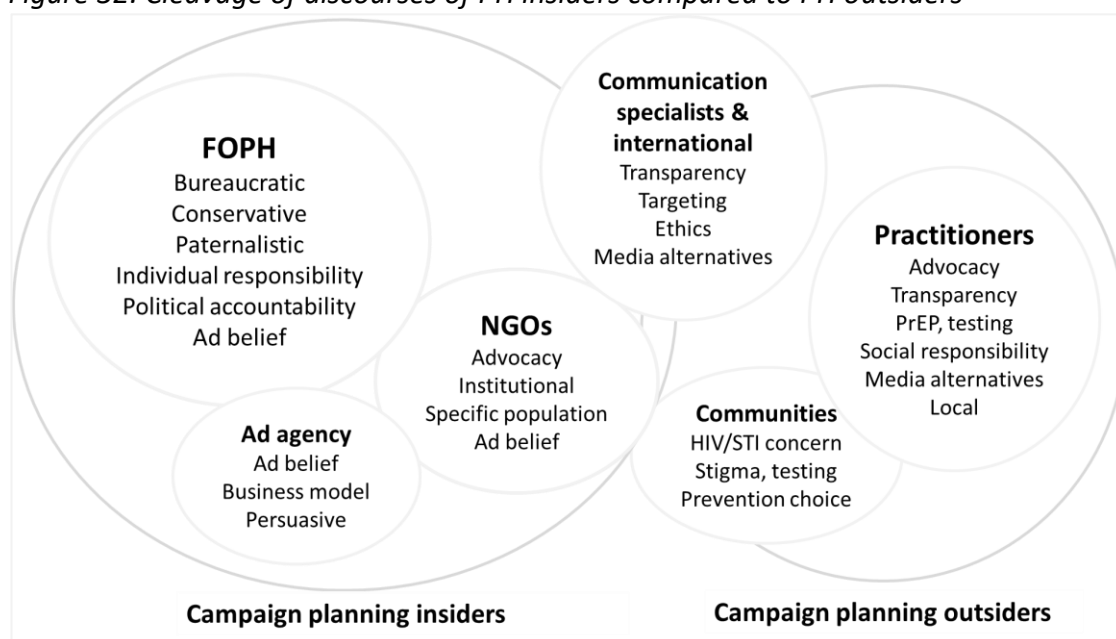 Figure 32: Cleavage of discourses of PH insiders compared to PH outsiders
FOPH
Bureaucratic
Conservative
Paternalistic
Individual responsibility
Political accountability
Ad belief
Communication
specialists &
international
Transparency
Targeting
Ethics
Media alternatives
Practitioners
Advocacy
Transparency
PrEP, testing
Social responsibility
Media alternatives
Local
NGOs
Advocacy
Institutional
Specific population
Ad belief
Ad agency
Ad belief
Business model
Persuasive
Communities
HIV/STI concern
Stigma, testing
Prevention choice
Campaign planning insiders
Campaign planning outsiders